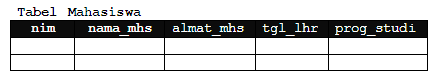 Tabel Mahasiswa
nim nama_mhs almat_mhs tgl_lhr prog_studi